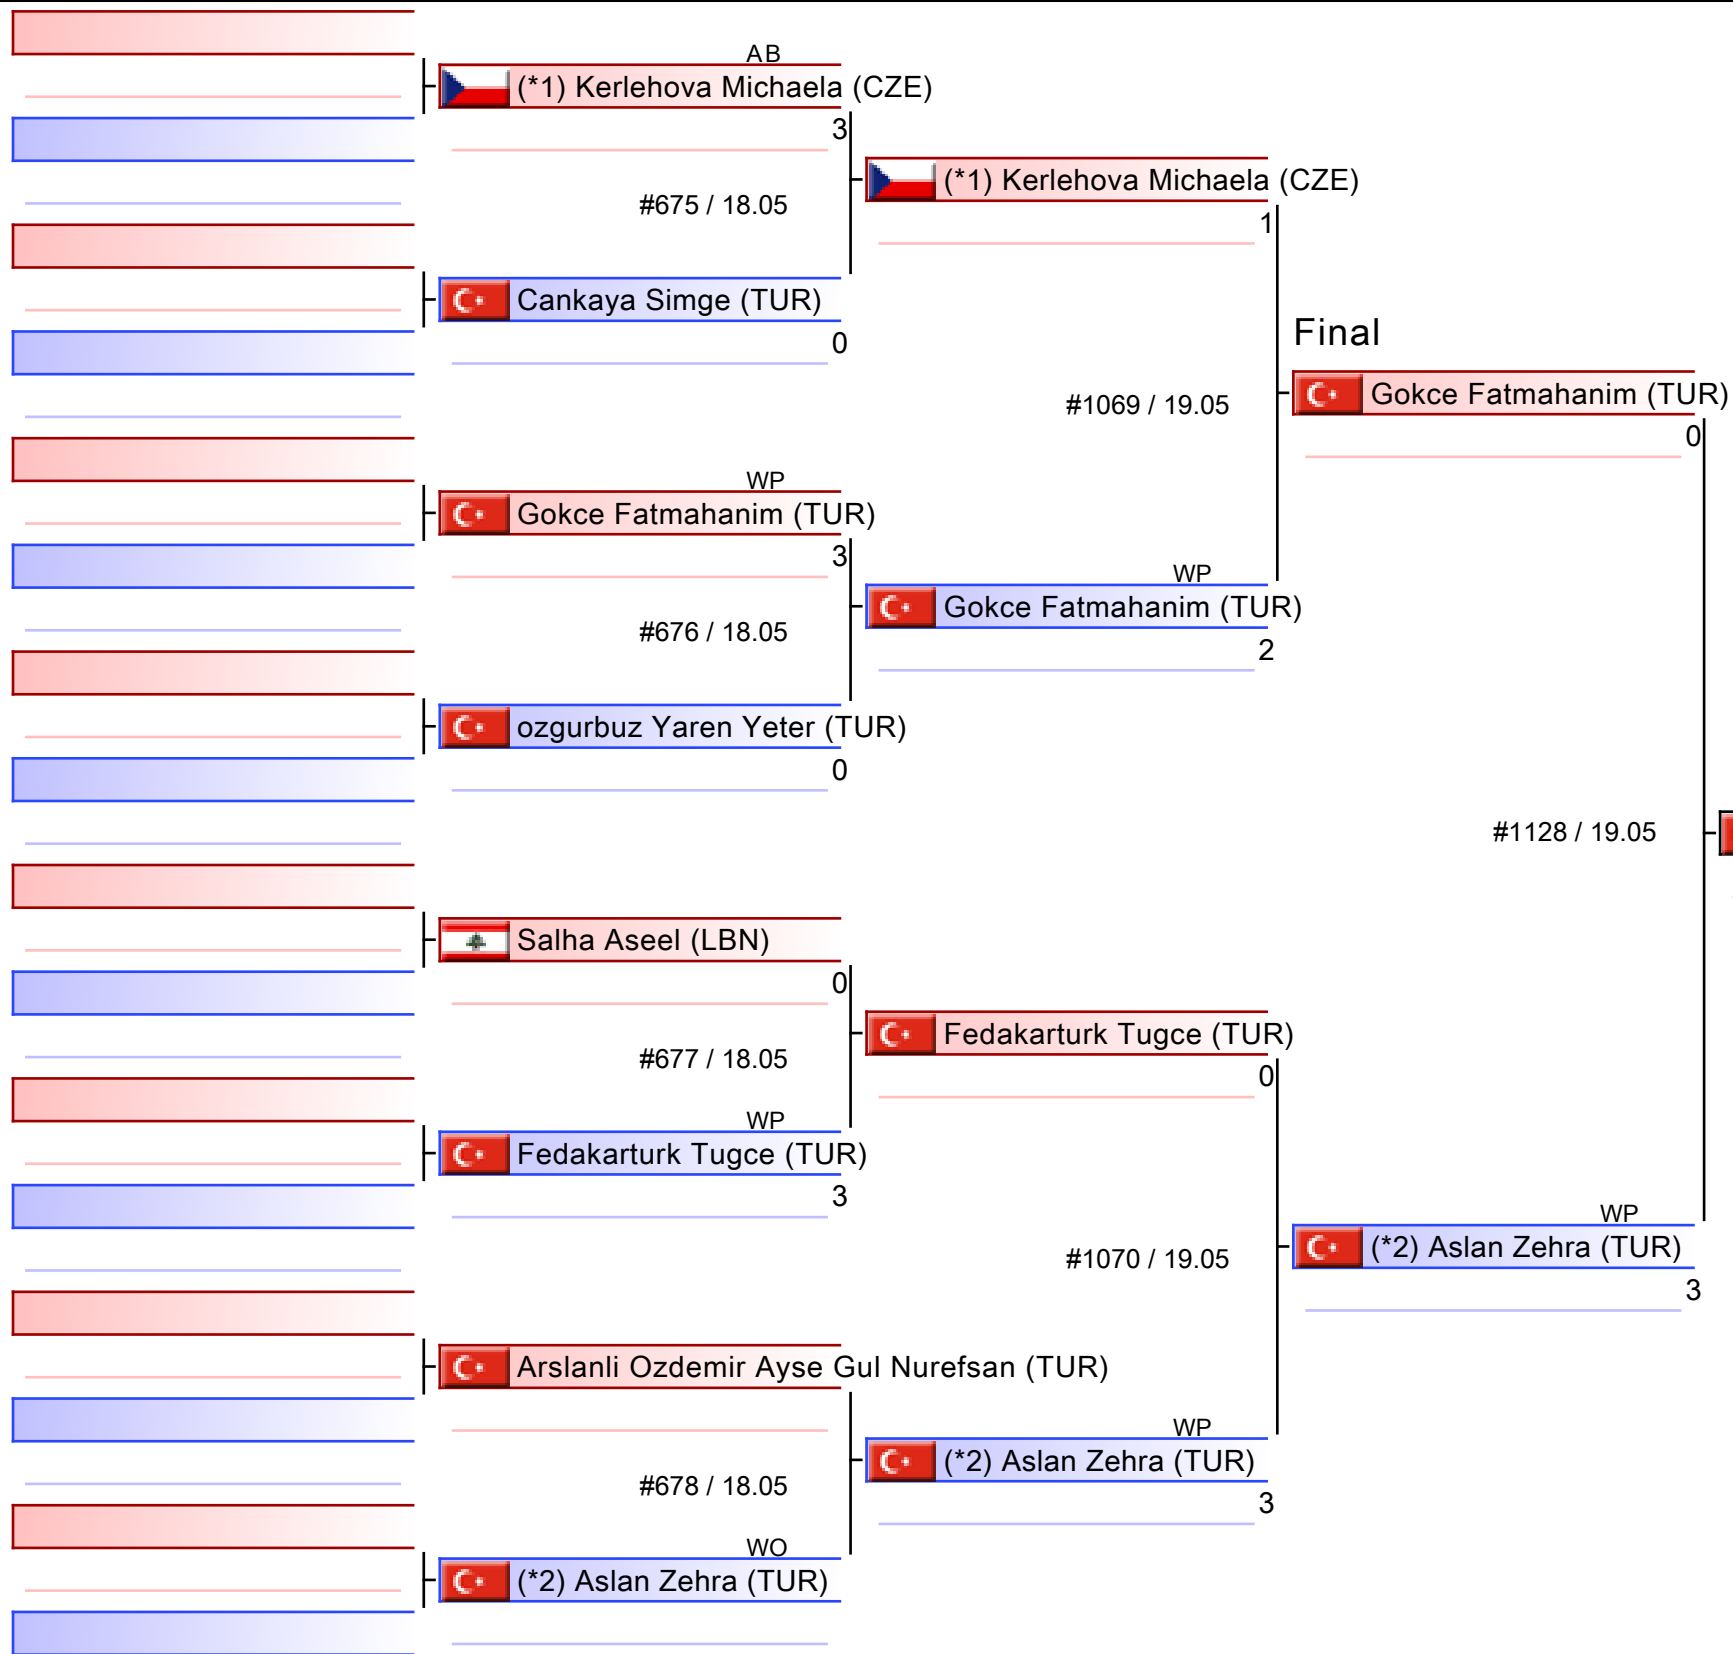 AB
(*1) Kerlehova Michaela (CZE)
3
(*1) Kerlehova Michaela (CZE)
#675 / 18.05
1
Cankaya Simge (TUR)
0
Final
Gokce Fatmahanim (TUR)
#1069 / 19.05
0
WP
Gokce Fatmahanim (TUR)
3
WP
Gokce Fatmahanim (TUR)
#676 / 18.05
2
ozgurbuz Yaren Yeter (TUR)
0
#1128 / 19.05
Salha Aseel (LBN)
0
Fedakarturk Tugce (TUR)
#677 / 18.05
0
WP
Fedakarturk Tugce (TUR)
3
WP
(*2) Aslan Zehra (TUR)
#1070 / 19.05
3
Arslanli Ozdemir Ayse Gul Nurefsan (TUR)
WP
(*2) Aslan Zehra (TUR)
#678 / 18.05
3
WO
(*2) Aslan Zehra (TUR)